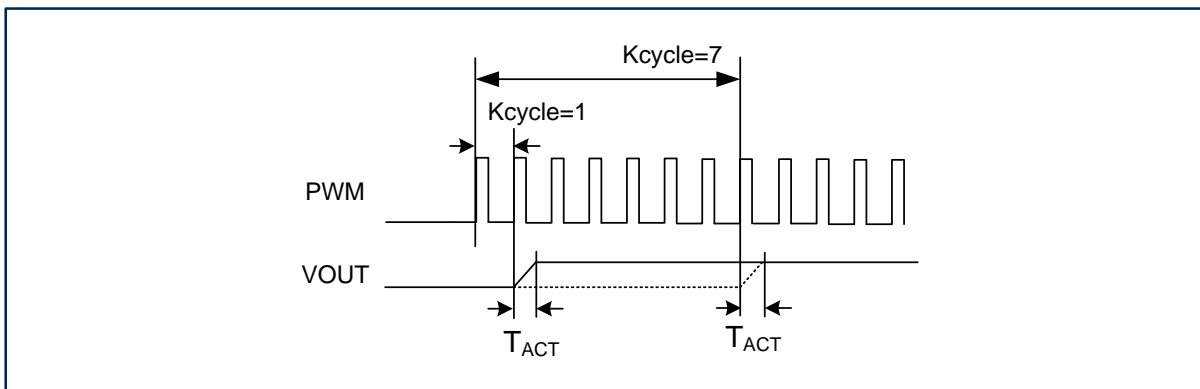 Kcycle=7
Kcycle=1
PWM
VOUT
TACT
TACT